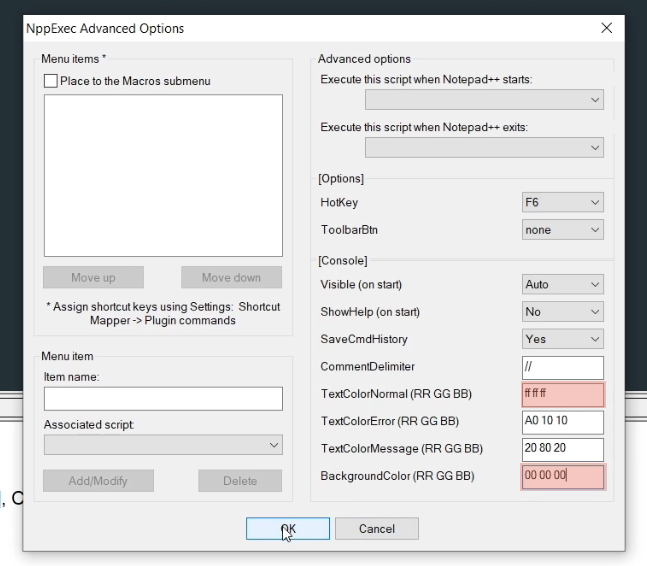 NppExec Advanced Options
Menu items *
Place to the Macros submenu
Move up
Move down
* Assign shortcut keys using Settings: Shortcut
Mapper -> Plugin commands
Menu item
Item name:
Associated script:
Add/Modify
Delete
Advanced options
Execute this script when Notepad++ starts:
Execute this script when Notepad++ exits:
[Options]
HotKey
F6
ToolbarBtn
none
[Console]
Visible (on start)
Auto
ShowHelp (on start)
No
SaveCmdHistory
Yes
CommentDelimiter
//
TextColorNormal (RR GG BB)
ff ff ff
TextColorError (RR GG BB)
A0 10 10
TextColorMessage (RR GG BB)
20 80 20
BackgroundColor (RR GG BB)
00 00 00
OK
Cancel
, C